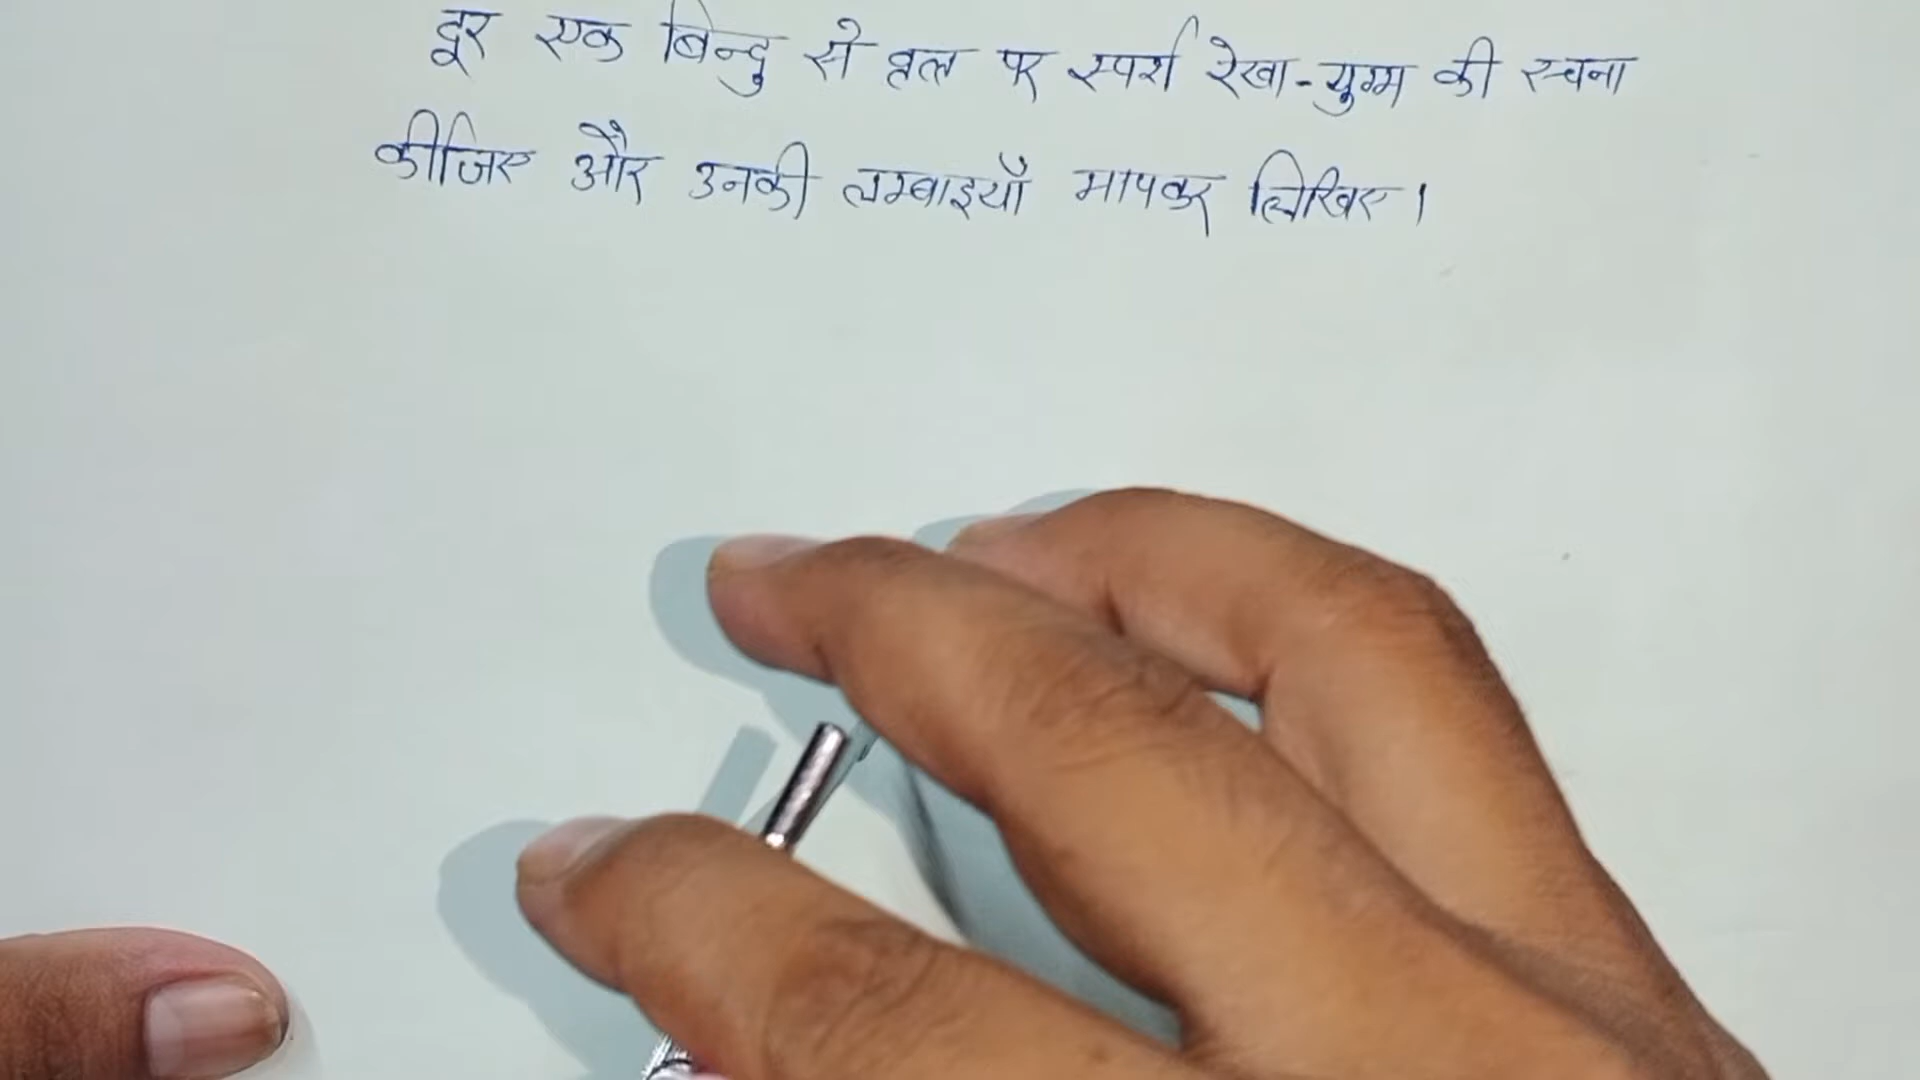 दूर एक बिन्दु से वृत्त पर स्पर्श रेखा-युग्म की रचना
कीजिए और उनकी लम्बाइयाँ मापकर लिखिए।